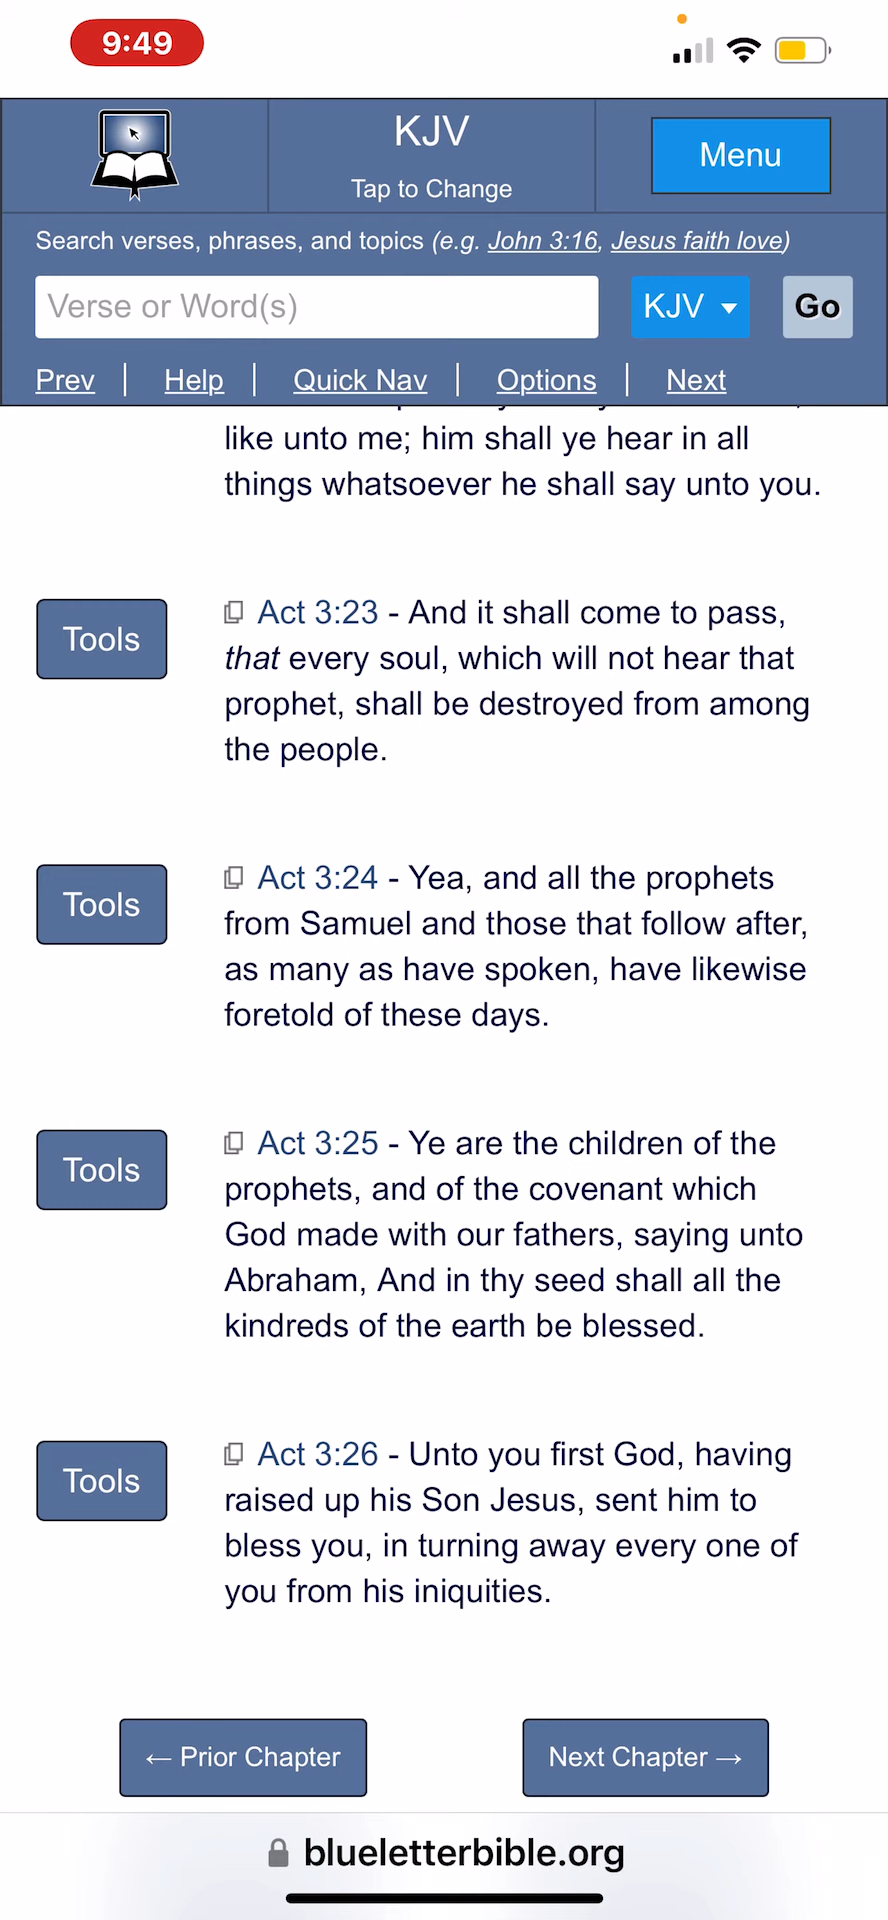 9:49
KJV
Tap to Change
Menu
Search verses, phrases, and topics (e.g. John 3:16, Jesus faith love)
Verse or Word(s)
KJV
Go
Prev | Help | Quick Nav | Options | Next
like unto me; him shall ye hear in all
things whatsoever he shall say unto you.
Tools
Act 3:23 - And it shall come to pass,
that every soul, which will not hear that
prophet, shall be destroyed from among
the people.
Tools
Act 3:24 - Yea, and all the prophets
from Samuel and those that follow after,
as many as have spoken, have likewise
foretold of these days.
Tools
Act 3:25 - Ye are the children of the
prophets, and of the covenant which
God made with our fathers, saying unto
Abraham, And in thy seed shall all the
kindreds of the earth be blessed.
Tools
Act 3:26 - Unto you first God, having
raised up his Son Jesus, sent him to
bless you, in turning away every one of
you from his iniquities.
← Prior Chapter
Next Chapter →
blueletterbible.org